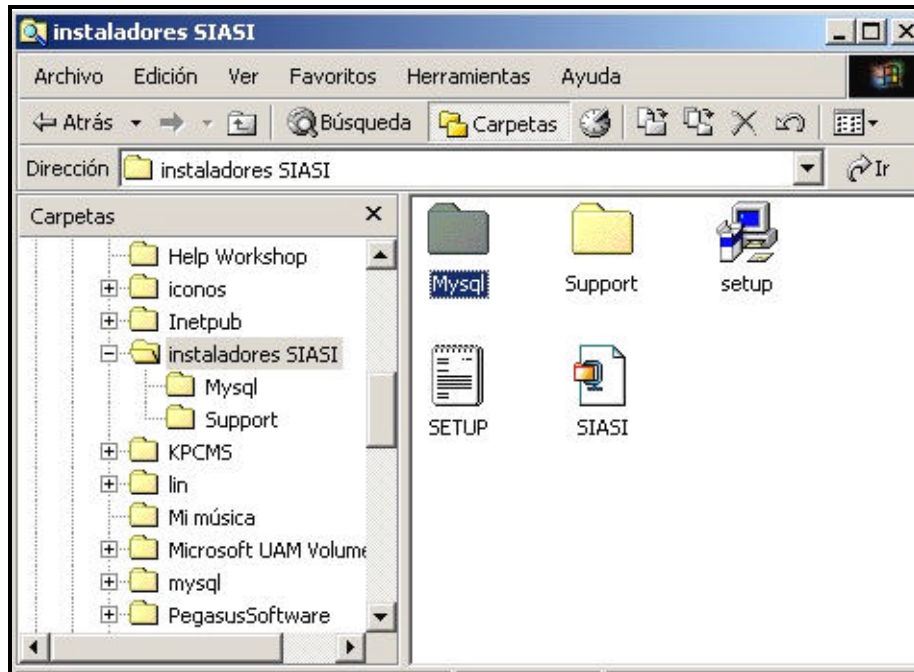 instaladores SIASI
Archivo Edición Ver Favoritos Herramientas Ayuda
Atrás Búsqueda Carpetas
Dirección instaladores SIASI Ir
Carpetas
Help Workshop
iconos
Inetpub
instaladores SIASI
Mysql
Support
KPCMS
lin
Mi música
Microsoft UAM Volume
mysql
PegasusSoftware
Mysql Support setup
SETUP SIASI